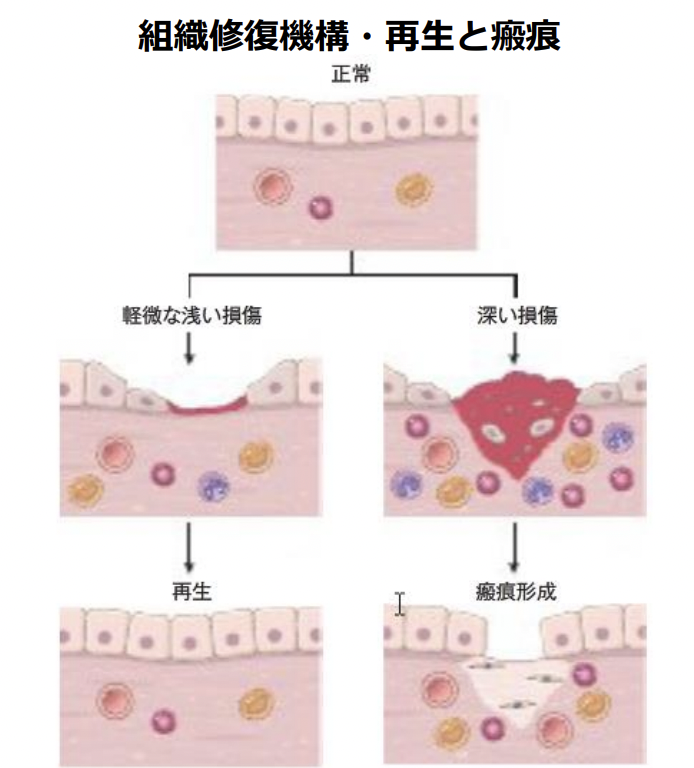 組織修復機構・再生と瘢痕
正常
軽微な浅い損傷
深い損傷
再生
瘢痕形成